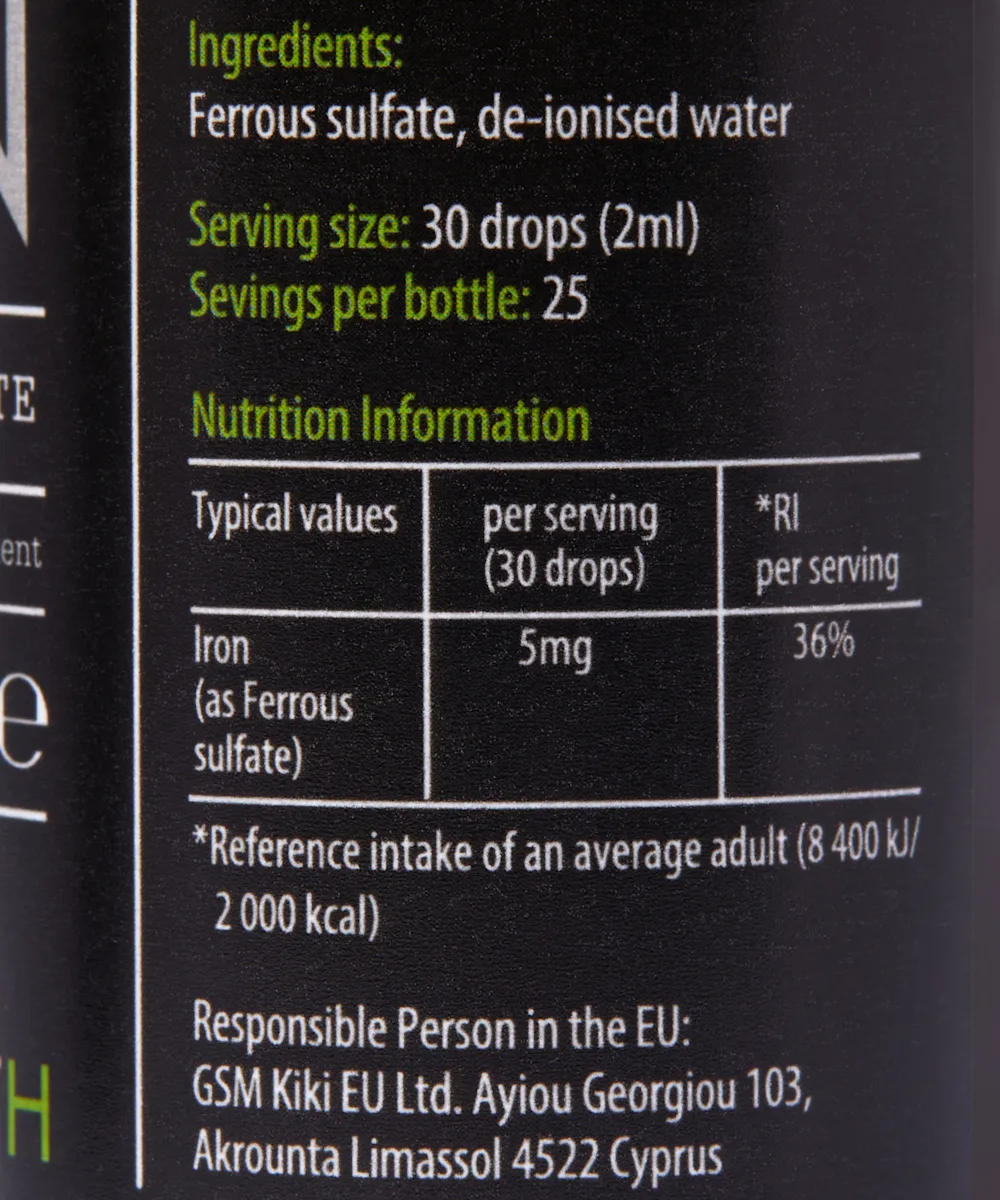 Ingredients:
Ferrous sulfate, de-ionised water
Serving size: 30 drops (2ml)
Sevings per bottle: 25
Nutrition Information
Typical values
per serving
(30 drops)
*RI
per serving
Iron
(as Ferrous
sulfate)
5mg
36%
*Reference intake of an average adult (8 400 kJ/
2 000 kcal)
Responsible Person in the EU:
GSM Kiki EU Ltd. Ayiou Georgiou 103,
Akrounta Limassol 4522 Cyprus
TE
ent
e
H